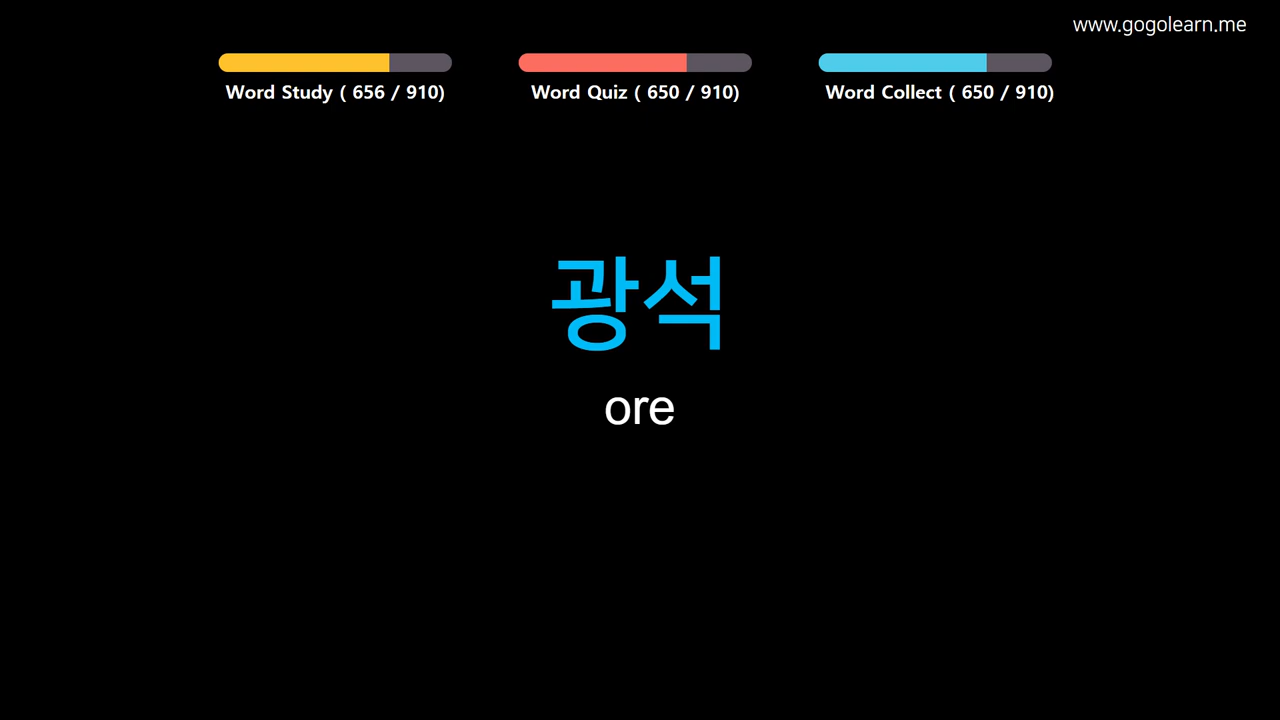 www.gogolearn.me
Word Study ( 656 / 910)
Word Quiz ( 650 / 910)
Word Collect ( 650 / 910)
광석
ore